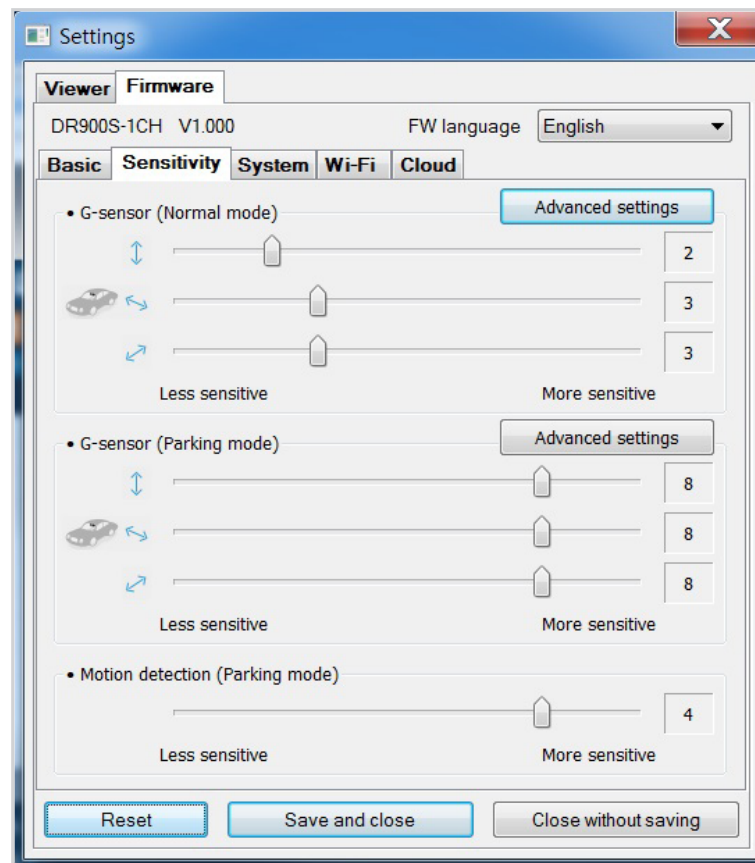 Settings
Viewer Firmware
DR900S-1CH V1.000 FW language English
Basic Sensitivity System Wi-Fi Cloud
• G-sensor (Normal mode) Advanced settings
2
3
3
Less sensitive More sensitive
• G-sensor (Parking mode) Advanced settings
8
8
8
Less sensitive More sensitive
• Motion detection (Parking mode)
4
Less sensitive More sensitive
Reset Save and close Close without saving